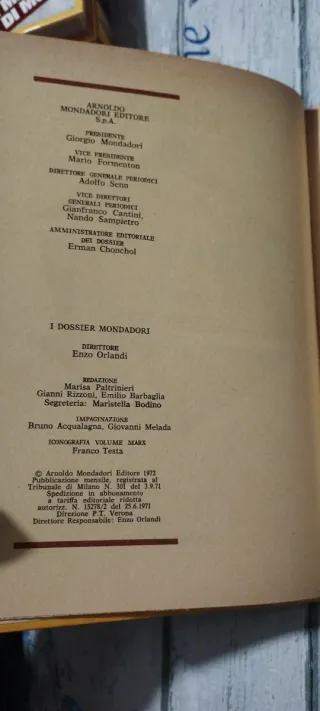 ARNOLDO
MONDADORI EDITORE
S.p.A.
PRESIDENTE
Giorgio Mondadori
VICE PRESIDENTE
Mario Formenton
DIRETTORE GENERALE PERIODICI
Adolfo Senn
VICE DIRETTORI
GENERALI PERIODICI
Gianfranco Cantini,
Nando Sampietro
AMMINISTRATORE EDITORIALE
DEI DOSSIER
Erman Chonchol
I DOSSIER MONDADORI
DIRETTORE
Enzo Orlandi
REDAZIONE
Marisa Paltrinieri
Gianni Rizzoni, Emilio Barbaglia
Segreteria: Maristella Bodino
IMPAGINAZIONE
Bruno Acqualagna, Giovanni Melada
ICONOGRAFIA VOLUME MARX
Franco Testa
© Arnoldo Mondadori Editore 1972
Pubblicazione mensile, registrata al
Tribunale di Milano N. 301 del 3.9.71
Spedizione in abbonamento
a tariffa editoriale ridotta
autorizz. N. 15278/2 del 25.6.1971
Direzione P.T. Verona
Direttore Responsabile: Enzo Orlandi